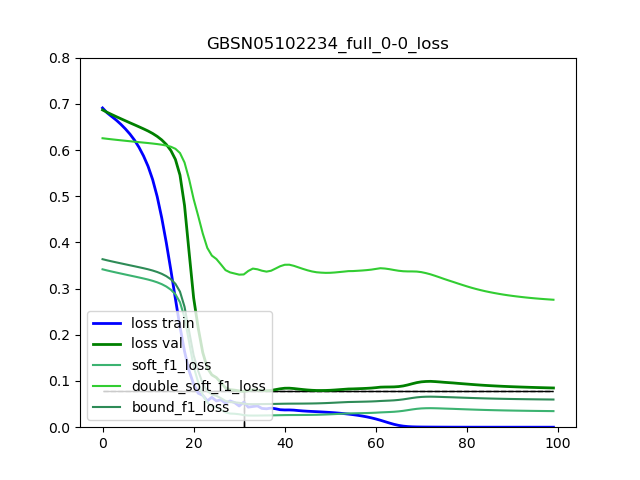 GBSN05102234_full_0-0_loss
0.8
0.7
0.6
0.5
0.4
0.3
0.2
0.1
0.0
loss train
loss val
soft_f1_loss
double_soft_f1_loss
bound_f1_loss
0 20 40 60 80 100